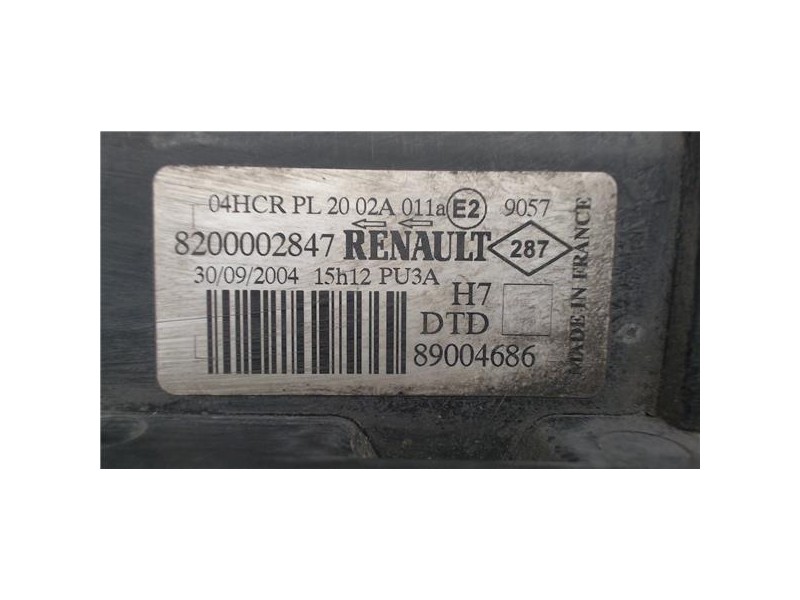 04HCR PL 20 02A 011a E2 9057
8200002847 RENAULT 287
30/09/2004 15h12 PU3A
H7
DTD
89004686
MADE IN FRANCE